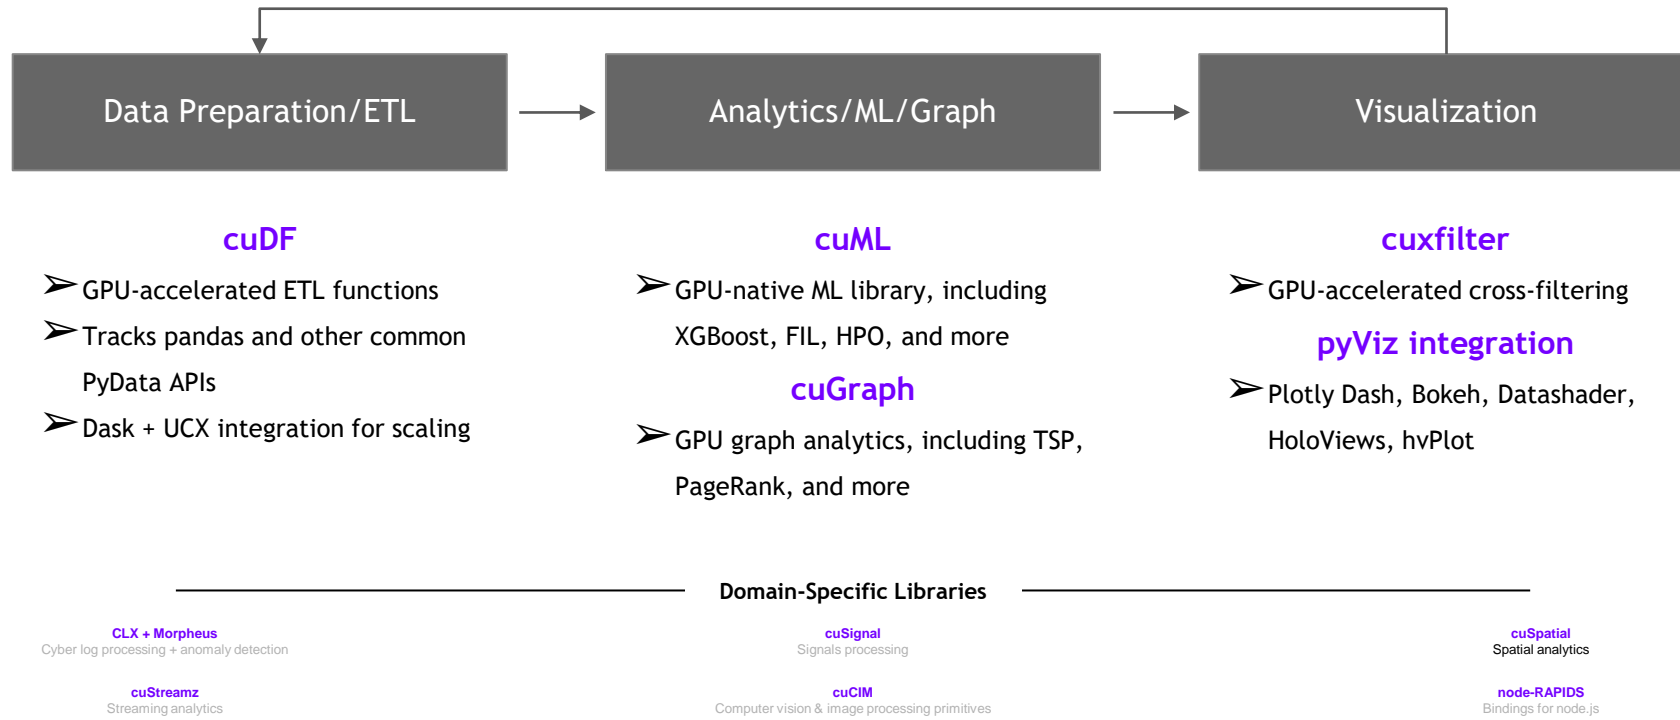 Data Preparation/ETL
Analytics/ML/Graph
Visualization
cuDF
➢ GPU-accelerated ETL functions
➢ Tracks pandas and other common
PyData APIs
➢ Dask + UCX integration for scaling
cuML
➢ GPU-native ML library, including
XGBoost, FIL, HPO, and more
cuGraph
➢ GPU graph analytics, including TSP,
PageRank, and more
cuxfilter
➢ GPU-accelerated cross-filtering
pyViz integration
➢ Plotly Dash, Bokeh, Datashader,
HoloViews, hvPlot
Domain-Specific Libraries
CLX + Morpheus
Cyber log processing + anomaly detection
cuSignal
Signals processing
cuSpatial
Spatial analytics
cuStreamz
Streaming analytics
cuCIM
Computer vision & image processing primitives
node-RAPIDS
Bindings for node.js